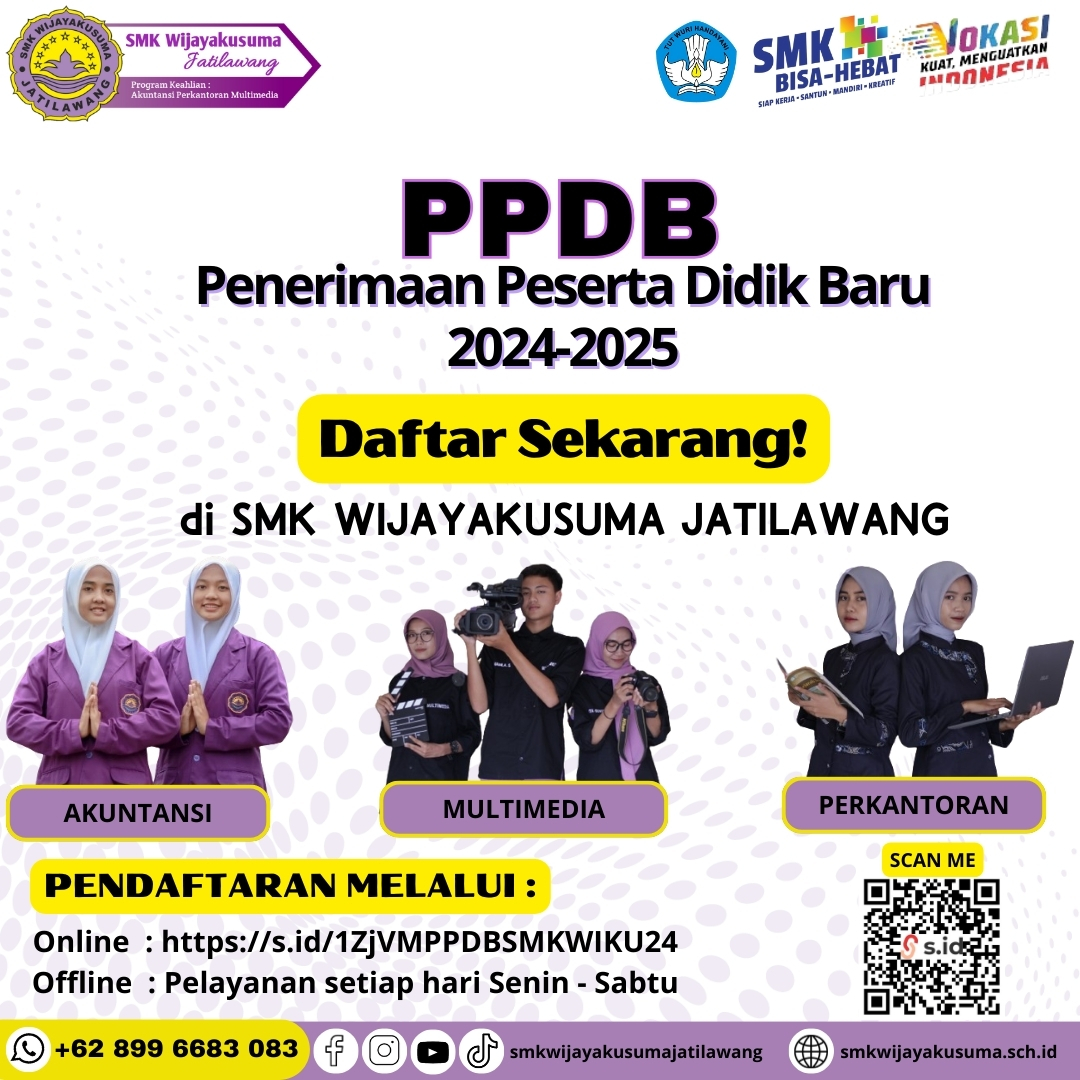 SMK WIJAYAKUSUMA
JATILAWANG
SMK Wijayakusuma
Jatilawang
Program Keahlian :
Akuntansi Perkantoran Multimedia
TUT WURI HANDAYANI
SMK
BISA-HEBAT
SIAP KERJA • SANTUN • MANDIRI • KREATIF
VOKASI
KUAT, MENGUATKAN
INDONESIA
PPDB
Penerimaan Peserta Didik Baru
2024-2025
Daftar Sekarang!
di SMK WIJAYAKUSUMA JATILAWANG
MULTIMEDIA
AKUNTANSI
MULTIMEDIA
PERKANTORAN
SCAN ME
PENDAFTARAN MELALUI :
Online : https://s.id/1ZjVMPPDBSMKWIKU24
Offline : Pelayanan setiap hari Senin - Sabtu
s.id
+62 899 6683 083
smkwijayakusumajatilawang
smkwijayakusuma.sch.id